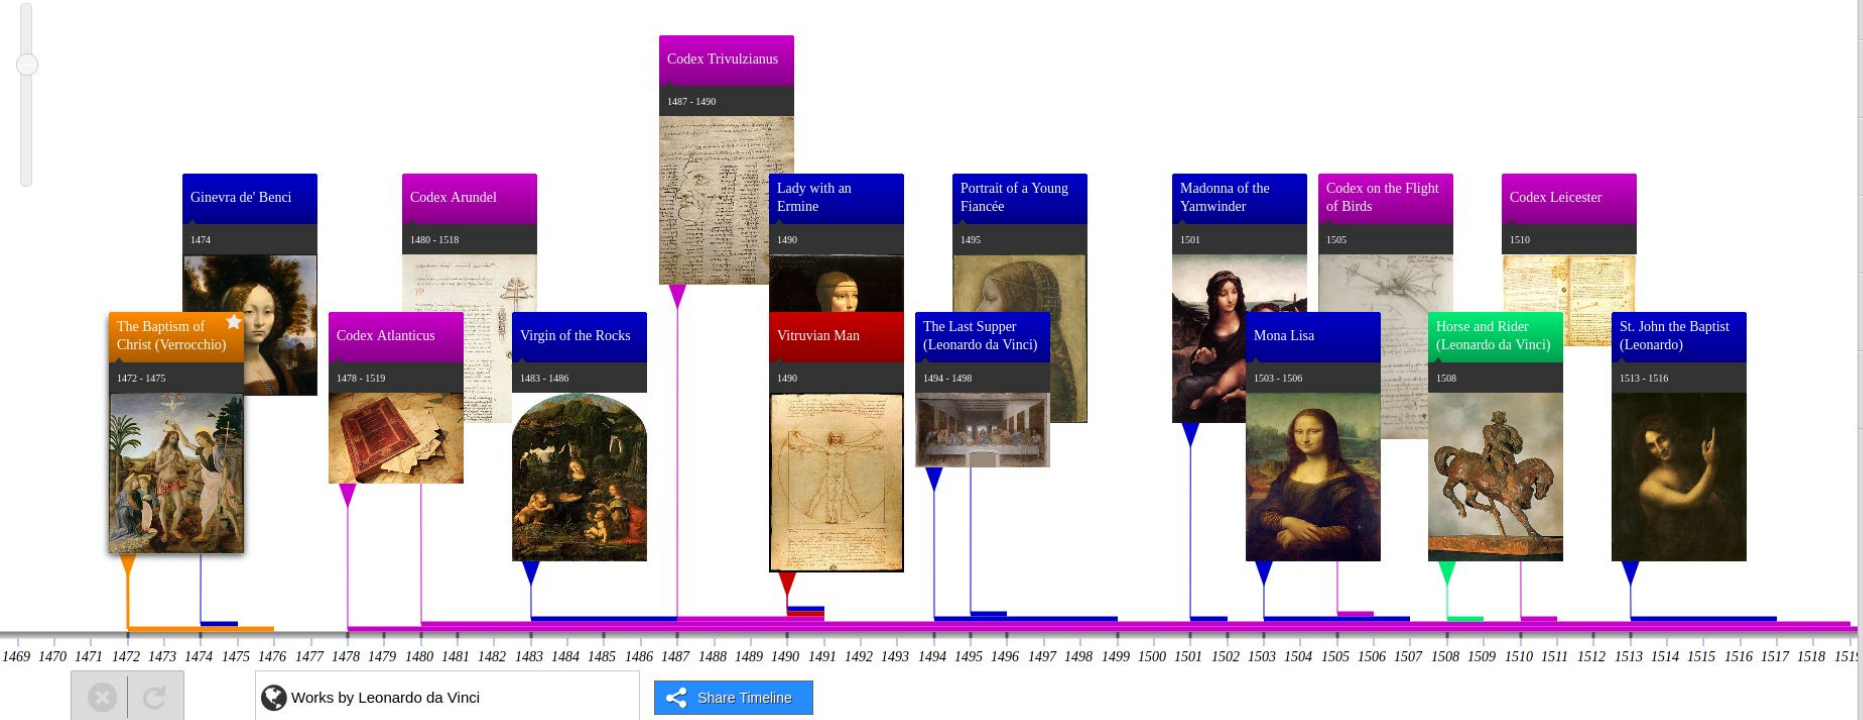 Codex Trivulzianus
1487 - 1490
Ginevra de' Benci
1474
Codex Arundel
1480 - 1518
Lady with an
Ermine
1490
Portrait of a Young
Fiancée
1495
Madonna of the
Yarnwinder
1501
Codex on the Flight
of Birds
1505
Codex Leicester
1510
The Baptism of
Christ (Verrocchio)
1472 - 1475
Codex Atlanticus
1478 - 1519
Virgin of the Rocks
1483 - 1486
Vitruvian Man
1490
The Last Supper
(Leonardo da Vinci)
1494 - 1498
Mona Lisa
1503 - 1506
Horse and Rider
(Leonardo da Vinci)
1508
St. John the Baptist
(Leonardo)
1513 - 1516
1469 1470 1471 1472 1473 1474 1475 1476 1477 1478 1479 1480 1481 1482 1483 1484 1485 1486 1487 1488 1489 1490 1491 1492 1493 1494 1495 1496 1497 1498 1499 1500 1501 1502 1503 1504 1505 1506 1507 1508 1509 1510 1511 1512 1513 1514 1515 1516 1517 1518
Works by Leonardo da Vinci
Share Timeline